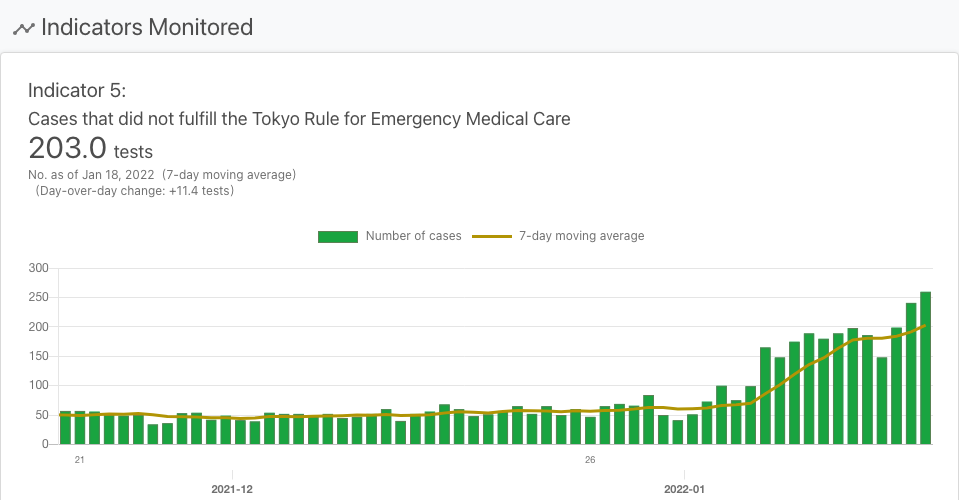 Indicators Monitored
Indicator 5:
Cases that did not fulfill the Tokyo Rule for Emergency Medical Care
203.0 tests
No. as of Jan 18, 2022 (7-day moving average)
(Day-over-day change: +11.4 tests)
Number of cases 7-day moving average
300
250
200
150
100
50
0
21 26
2021-12 2022-01